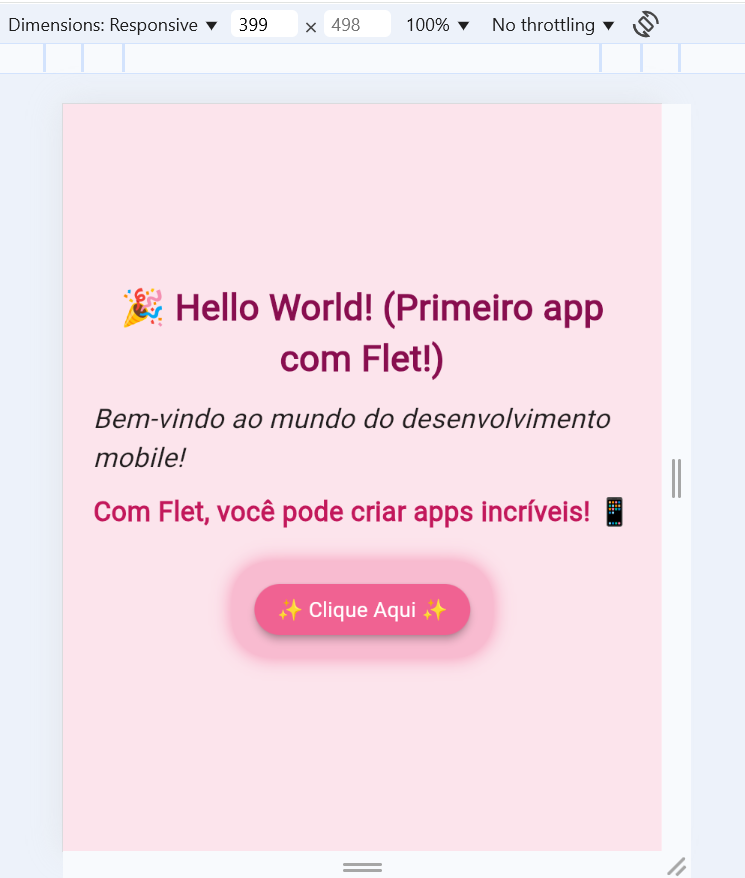 Dimensions: Responsive ▼ 399 × 498 100% ▼ No throttling ▼
🎉 Hello World! (Primeiro app
com Flet!)
Bem-vindo ao mundo do desenvolvimento
mobile!
Com Flet, você pode criar apps incríveis! 📱
✨ Clique Aqui ✨